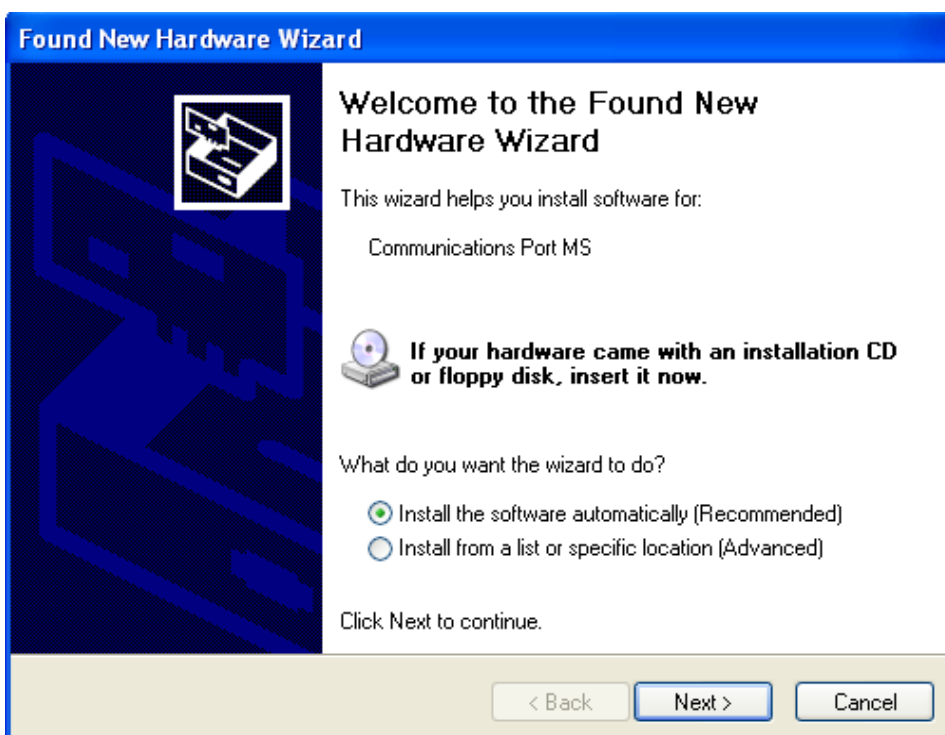 Found New Hardware Wizard
Welcome to the Found New
Hardware Wizard
This wizard helps you install software for:
Communications Port MS
If your hardware came with an installation CD
or floppy disk, insert it now.
What do you want the wizard to do?
Install the software automatically (Recommended)
Install from a list or specific location (Advanced)
Click Next to continue.
< Back
Next >
Cancel